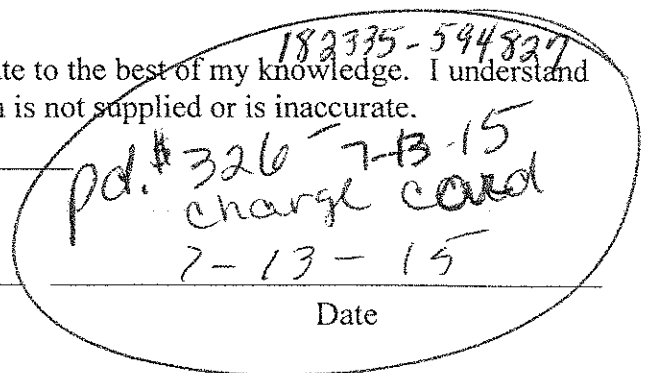 182335-594827
te to the best of my knowledge. I understand
n is not supplied or is inaccurate.
pd. $326- 7-13-15
charge card
7-13-15
Date